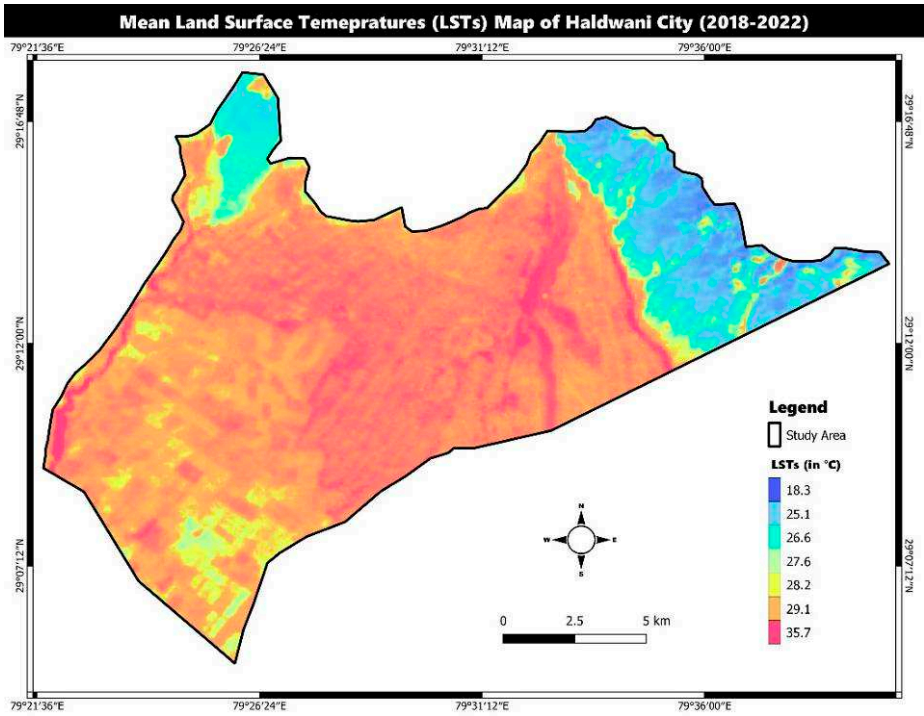 Mean Land Surface Temepratures (LSTs) Map of Haldwani City (2018-2022)
79°21'36"E 79°26'24"E 79°31'12"E 79°36'00"E
29°16'48"N 29°16'48"N
29°12'00"N 29°12'00"N
29°07'12"N 29°07'12"N
Legend
Study Area
LSTs (in °C)
18.3
25.1
26.6
27.6
28.2
29.1
35.7
N
W E
S
0 2.5 5 km
79°21'36"E 79°26'24"E 79°31'12"E 79°36'00"E